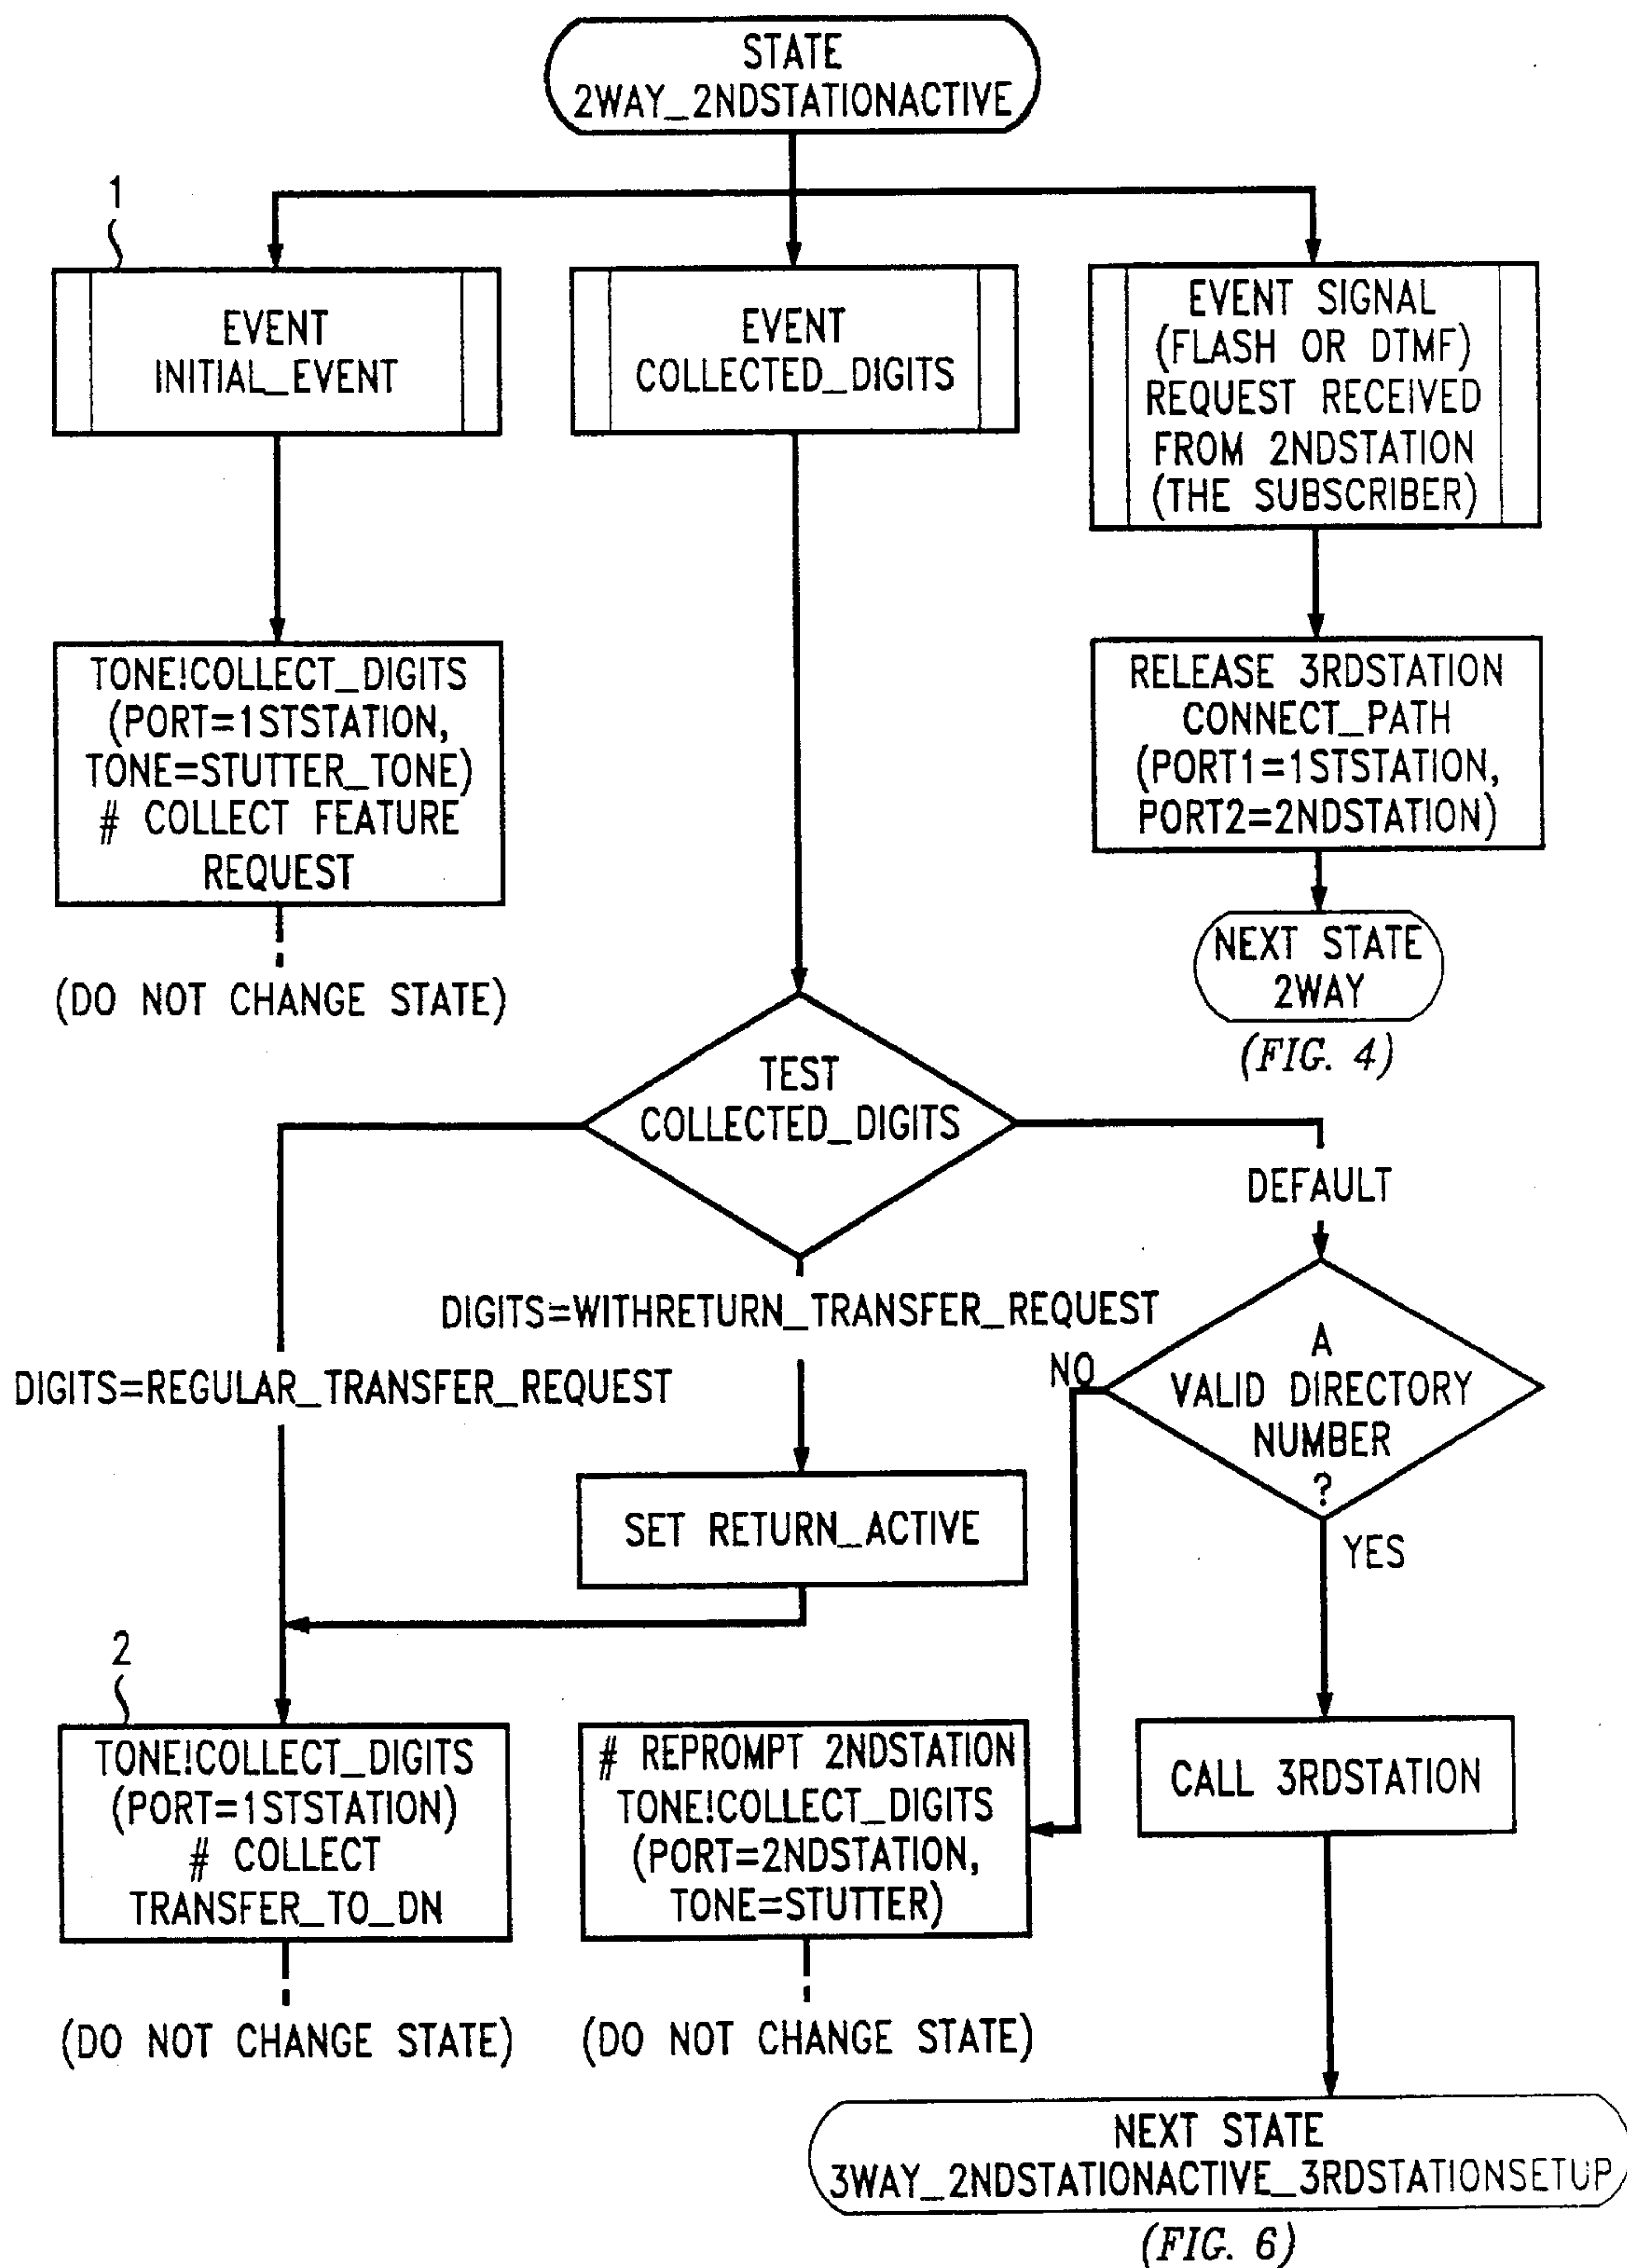 STATE
2WAY_2NDSTATIONACTIVE
1
EVENT
INITIAL_EVENT
EVENT
COLLECTED_DIGITS
EVENT SIGNAL
(FLASH OR DTMF)
REQUEST RECEIVED
FROM 2NDSTATION
(THE SUBSCRIBER)
TONE!COLLECT_DIGITS
(PORT=1STSTATION,
TONE=STUTTER_TONE)
# COLLECT FEATURE
REQUEST
(DO NOT CHANGE STATE)
RELEASE 3RDSTATION
CONNECT_PATH
(PORT1=1STSTATION,
PORT2=2NDSTATION)
NEXT STATE
2WAY
(FIG. 4)
TEST
COLLECTED_DIGITS
DEFAULT
DIGITS=WITHRETURN_TRANSFER_REQUEST
DIGITS=REGULAR_TRANSFER_REQUEST
A
VALID DIRECTORY
NUMBER
?
NO
YES
SET RETURN_ACTIVE
2
TONE!COLLECT_DIGITS
(PORT=1STSTATION)
# COLLECT
TRANSFER_TO_DN
(DO NOT CHANGE STATE)
# REPROMPT 2NDSTATION
TONE!COLLECT_DIGITS
(PORT=2NDSTATION,
TONE=STUTTER)
(DO NOT CHANGE STATE)
CALL 3RDSTATION
NEXT STATE
3WAY_2NDSTATIONACTIVE_3RDSTATIONSETUP
(FIG. 6)